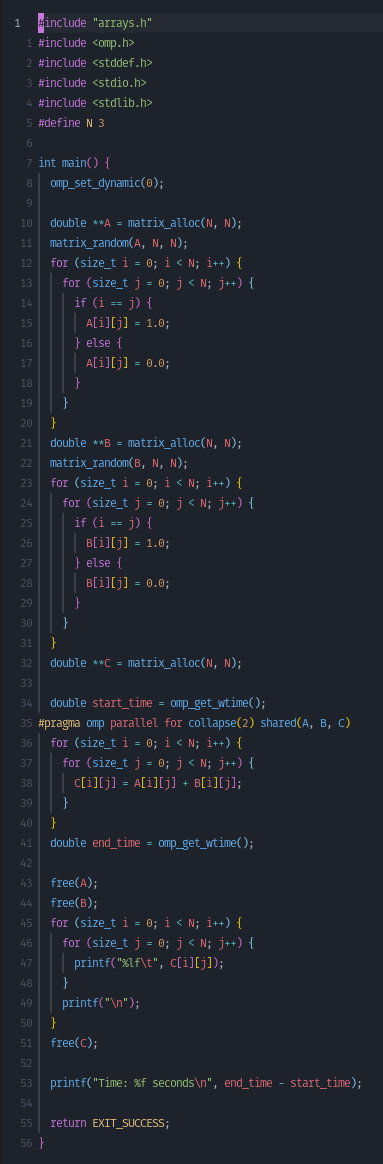 1 #include "arrays.h"
1 #include <omp.h>
2 #include <stddef.h>
3 #include <stdio.h>
4 #include <stdlib.h>
5 #define N 3
6
7 int main() {
8   omp_set_dynamic(0);
9
10   double **A = matrix_alloc(N, N);
11   matrix_random(A, N, N);
12   for (size_t i = 0; i < N; i++) {
13     for (size_t j = 0; j < N; j++) {
14       if (i == j) {
15         A[i][j] = 1.0;
16       } else {
17         A[i][j] = 0.0;
18       }
19     }
20   }
21   double **B = matrix_alloc(N, N);
22   matrix_random(B, N, N);
23   for (size_t i = 0; i < N; i++) {
24     for (size_t j = 0; j < N; j++) {
25       if (i == j) {
26         B[i][j] = 1.0;
27       } else {
28         B[i][j] = 0.0;
29       }
30     }
31   }
32   double **C = matrix_alloc(N, N);
33
34   double start_time = omp_get_wtime();
35 #pragma omp parallel for collapse(2) shared(A, B, C)
36   for (size_t i = 0; i < N; i++) {
37     for (size_t j = 0; j < N; j++) {
38       C[i][j] = A[i][j] + B[i][j];
39     }
40   }
41   double end_time = omp_get_wtime();
42
43   free(A);
44   free(B);
45   for (size_t i = 0; i < N; i++) {
46     for (size_t j = 0; j < N; j++) {
47       printf("%lf\t", C[i][j]);
48     }
49     printf("\n");
50   }
51   free(C);
52
53   printf("Time: %f seconds\n", end_time - start_time);
54
55   return EXIT_SUCCESS;
56 }